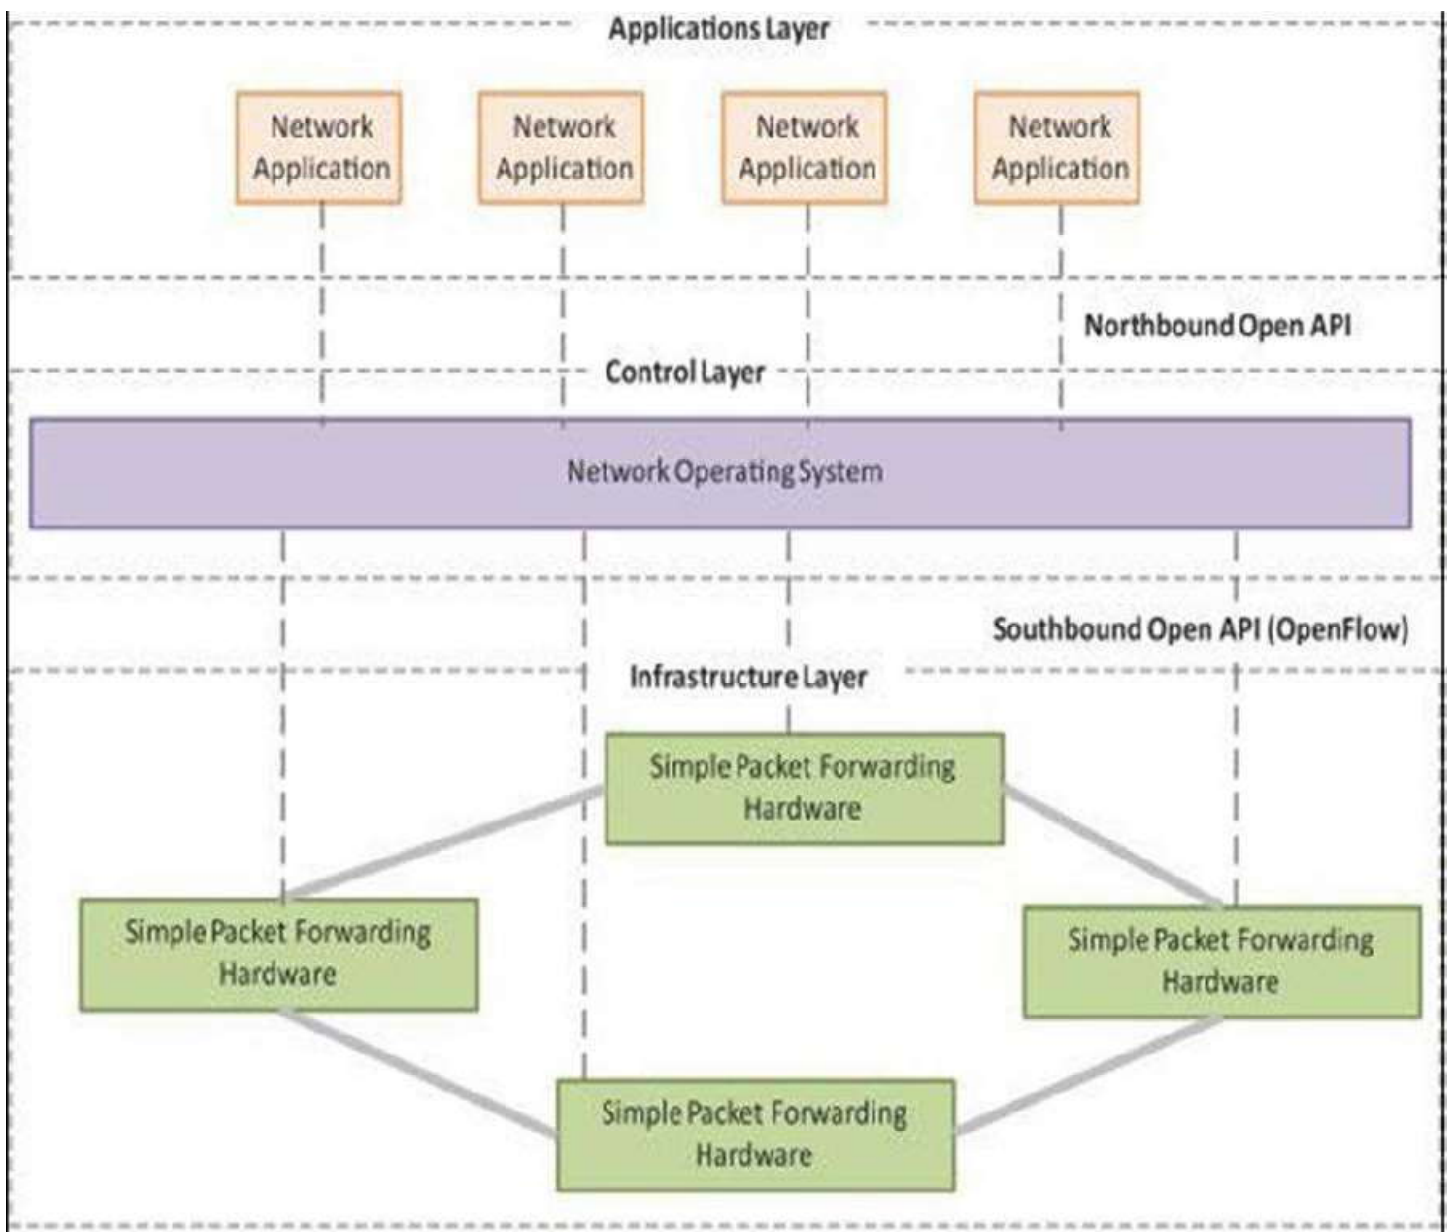 Applications Layer
Network
Application
Network
Application
Network
Application
Network
Application
Northbound Open API
Control Layer
Network Operating System
Southbound Open API (OpenFlow)
Infrastructure Layer
Simple Packet Forwarding
Hardware
Simple Packet Forwarding
Hardware
Simple Packet Forwarding
Hardware
Simple Packet Forwarding
Hardware